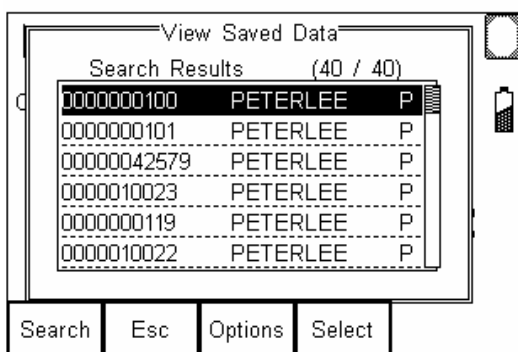 View Saved Data
Search Results (40 / 40)
0000000100 PETERLEE P
0000000101 PETERLEE P
00000042579 PETERLEE P
0000010023 PETERLEE P
0000000119 PETERLEE P
0000010022 PETERLEE P
Search Esc Options Select